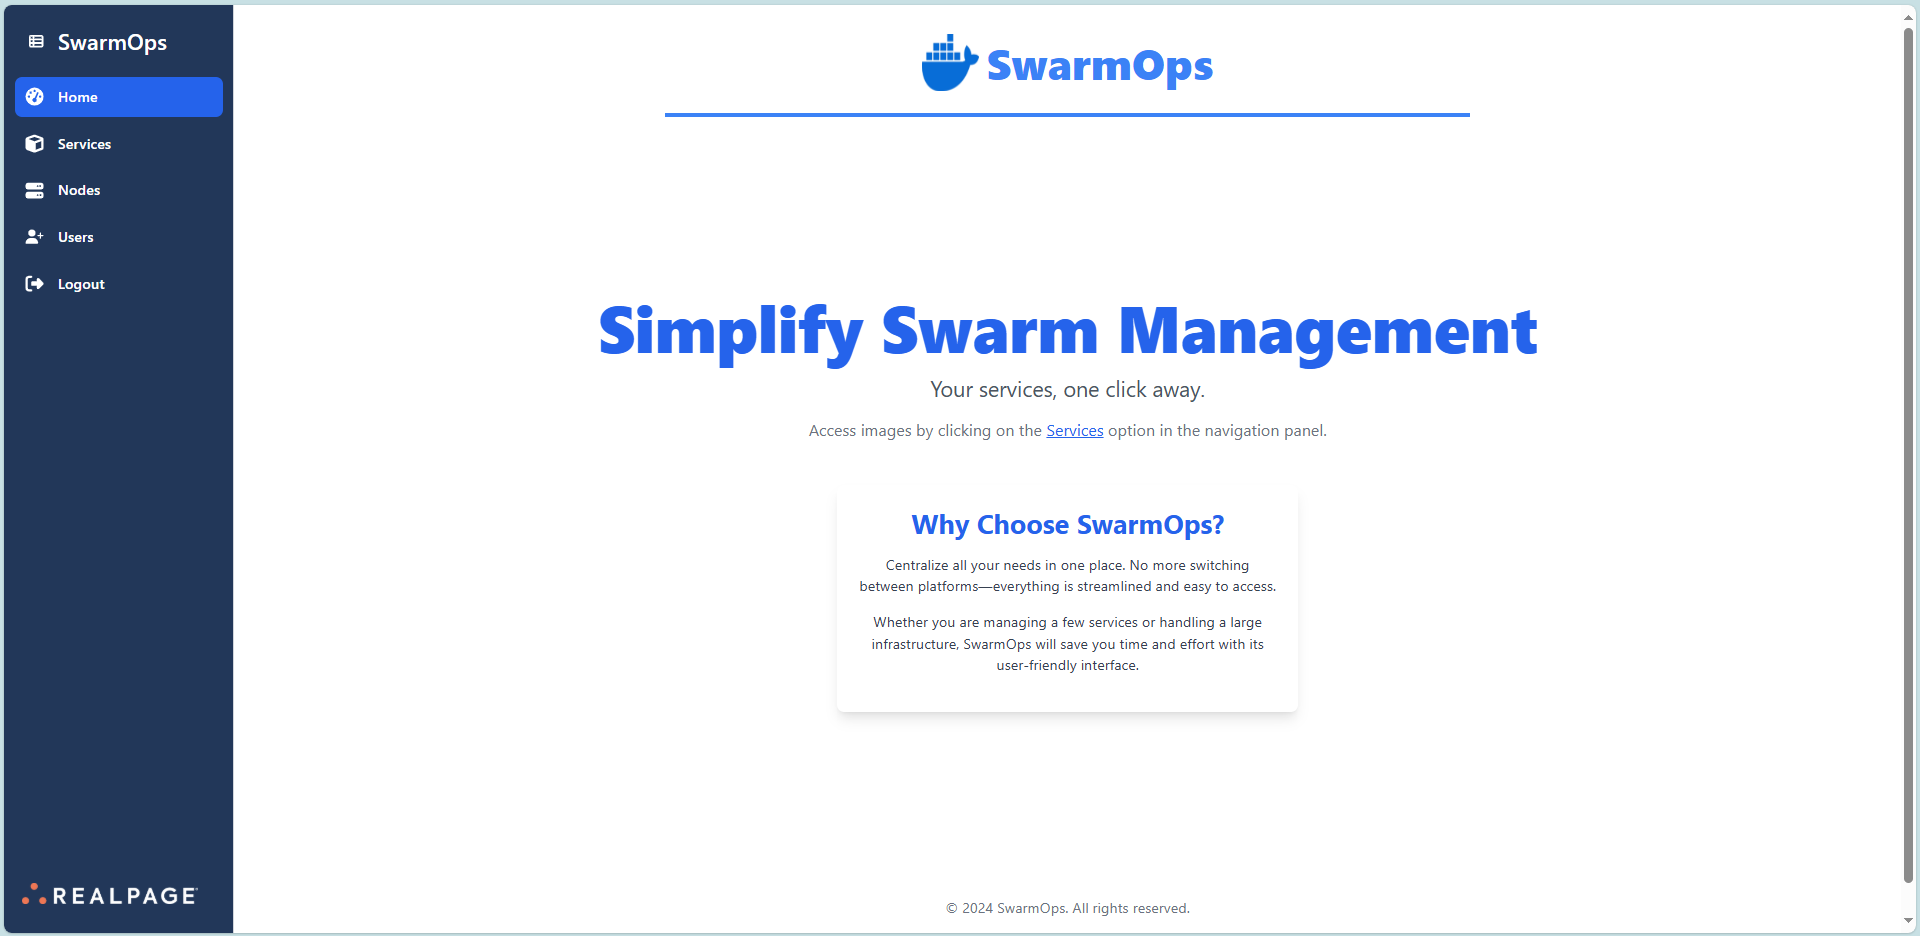 SwarmOps
Home
Services
Nodes
Users
Logout
REALPAGE
SwarmOps
Simplify Swarm Management
Your services, one click away.
Access images by clicking on the Services option in the navigation panel.
Why Choose SwarmOps?
Centralize all your needs in one place. No more switching
between platforms—everything is streamlined and easy to access.
Whether you are managing a few services or handling a large
infrastructure, SwarmOps will save you time and effort with its
user-friendly interface.
© 2024 SwarmOps. All rights reserved.